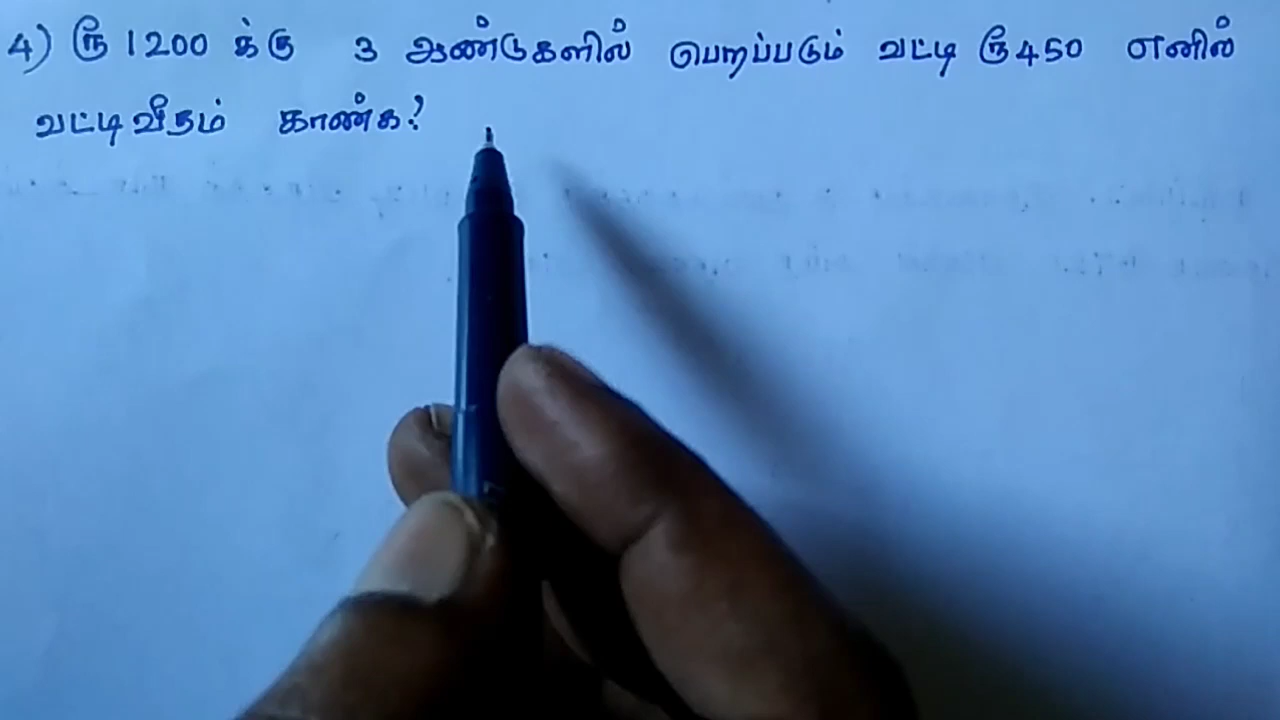 4) ரூ 1200 க்கு 3 ஆண்டுகளில் பெறப்படும் வட்டி ரூ 450 எனில்
வட்டிவீதம் காண்க?